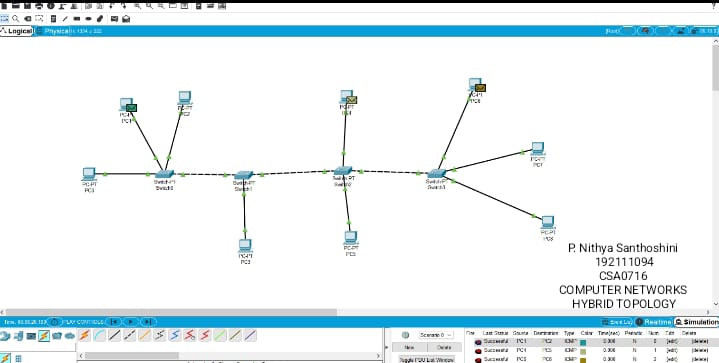 Logical
Physical
[Root]
PC-PT
PC1
PC-PT
PC2
PC-PT
PC-PT
PC6
PC-PT
PC7
PC-PT
PC0
Switch-PT
Switch0
Switch-PT
Switch1
Switch-PT
Switch2
Switch-PT
Switch3
PC-PT
PC3
PC-PT
PC5
PC-PT
PC8
P. Nithya Santhoshini
192111094
CSA0716
COMPUTER NETWORKS
HYBRID TOPOLOGY
PLAY CONTROLS
Event List
Realtime
Simulation
Scenario 0
New
Delete
Toggle PDU List Window
Fire Last Status Source Destination Type Color Time(sec) Periodic Num Edit Delete
Successful PC1 PC2 ICMP 0.000 N 0 (edit) (delete)
Successful PC4 PC5 ICMP 0.000 N 1 (edit) (delete)
Successful PC6 ICMP 0.000 N 2 (edit) (delete)